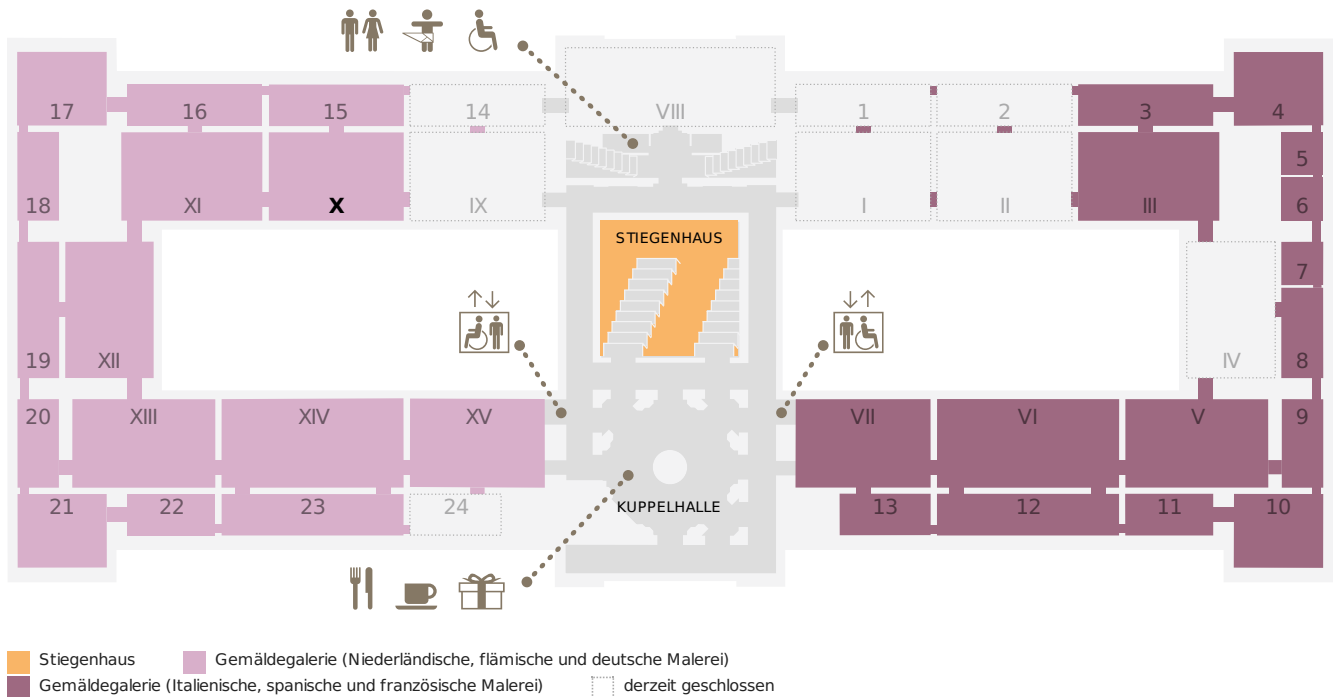 17 16 15 14 VIII 1 2 3 4
5
18 XI X IX I II III 6
STIEGENHAUS
7
19 XII IV 8
20 XIII XIV XV VII VI V 9
21 22 23 24 KUPPELHALLE 13 12 11 10
Stiegenhaus
Gemäldegalerie (Niederländische, flämische und deutsche Malerei)
Gemäldegalerie (Italienische, spanische und französische Malerei)
derzeit geschlossen